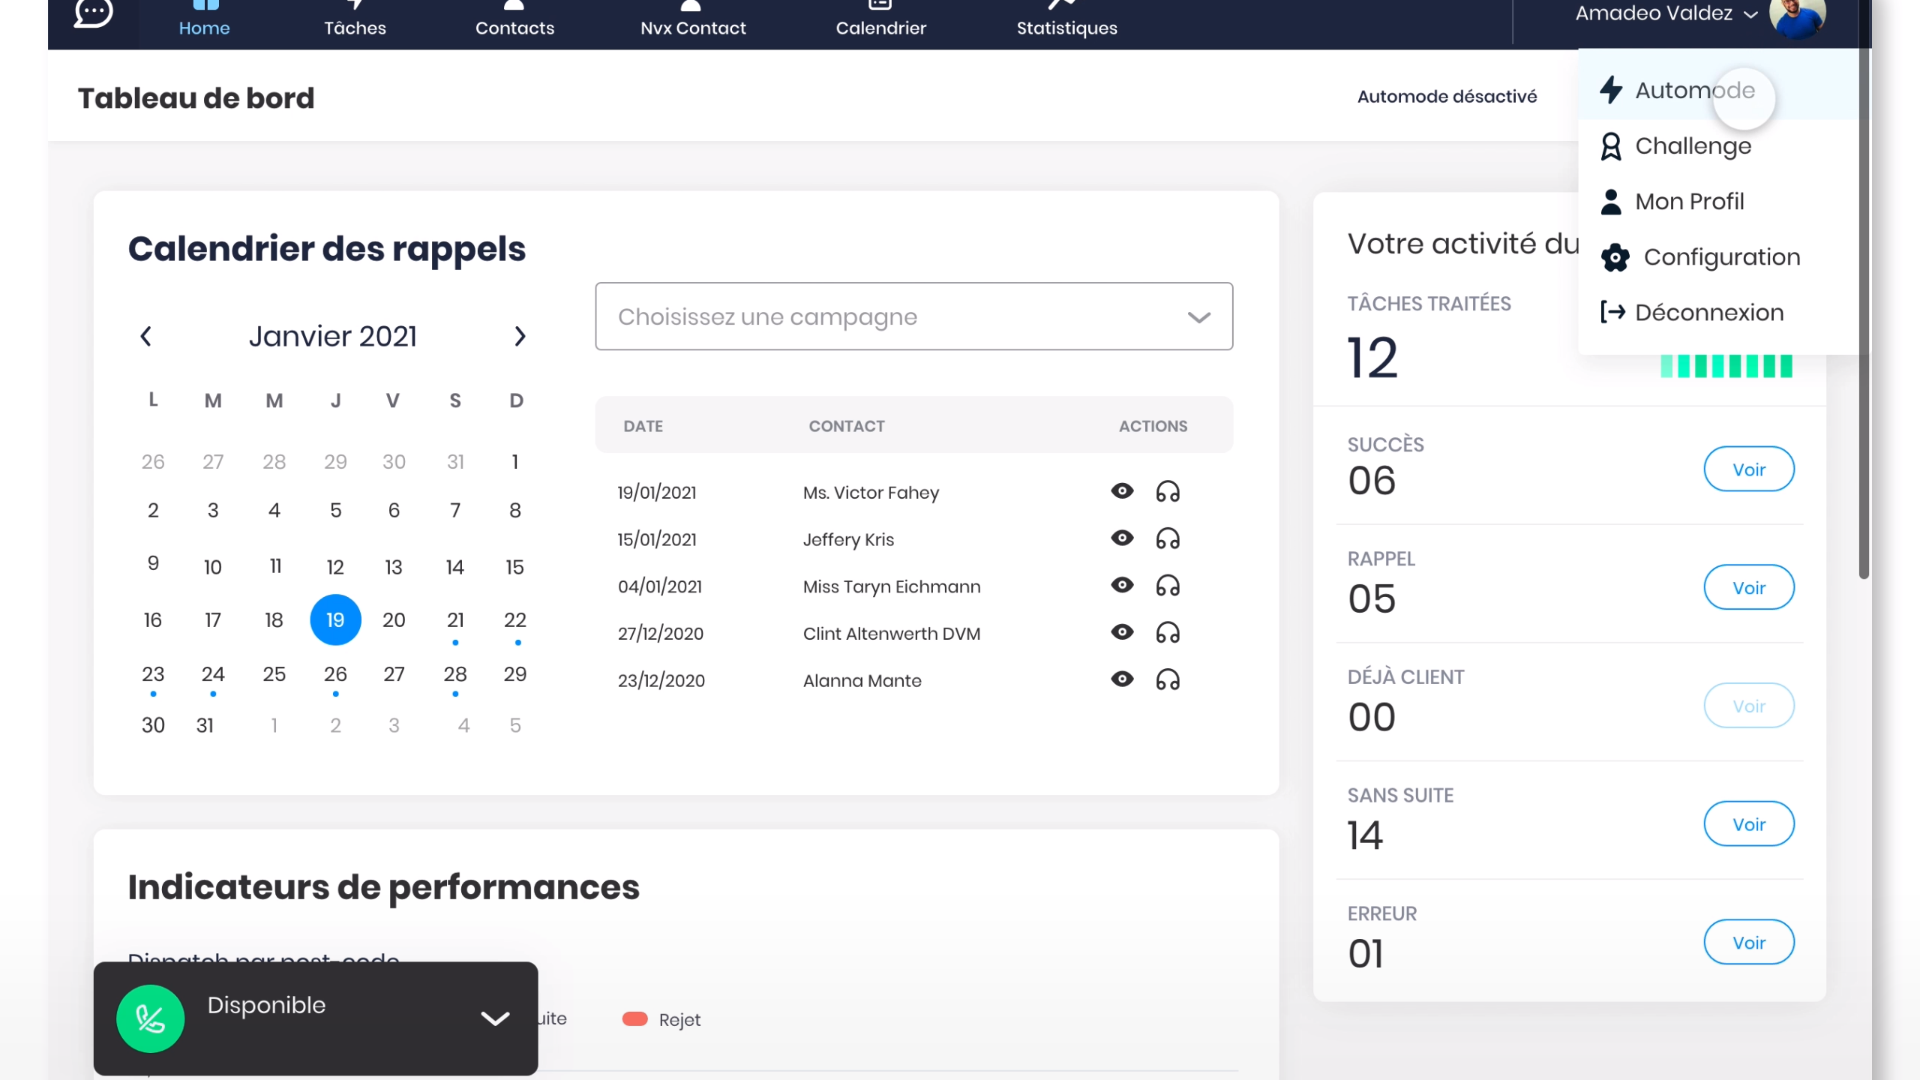 Home
Tâches
Contacts
Nvx Contact
Calendrier
Statistiques
Amadeo Valdez
Tableau de bord
Automode désactivé
Automode
Challenge
Mon Profil
Configuration
Déconnexion
Calendrier des rappels
Janvier 2021
L M M J V S D
26 27 28 29 30 31 1
2 3 4 5 6 7 8
9 10 11 12 13 14 15
16 17 18 19 20 21 22
23 24 25 26 27 28 29
30 31 1 2 3 4 5
Choisissez une campagne
DATE CONTACT ACTIONS
19/01/2021 Ms. Victor Fahey
15/01/2021 Jeffery Kris
04/01/2021 Miss Taryn Eichmann
27/12/2020 Clint Altenwerth DVM
23/12/2020 Alanna Mante
Votre activité du
TÂCHES TRAITÉES
12
SUCCÈS
06
Voir
RAPPEL
05
Voir
DÉJÀ CLIENT
00
Voir
SANS SUITE
14
Voir
ERREUR
01
Voir
Indicateurs de performances
Dispatch par post-code
Disponible
uite
Rejet